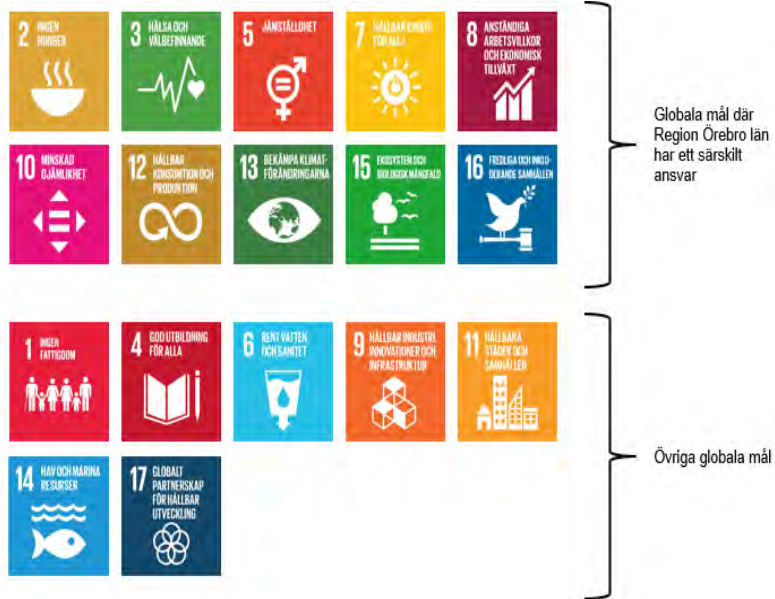 2 INGEN
HUNGER
3 HÄLSA OCH
VÄLBEFINNANDE
5 JÄMSTÄLLDHET
7 HÅLLBAR ENERGI
FÖR ALLA
8 ANSTÄNDIGA
ARBETSVILLKOR
OCH EKONOMISK
TILLVÄXT
Globala mål där
Region Örebro län
har ett särskilt
ansvar
10 MINSKAD
OJÄMLIKHET
12 HÅLLBAR
KONSUMTION OCH
PRODUKTION
13 BEKÄMPA KLIMAT-
FÖRÄNDRINGARNA
15 EKOSYSTEM OCH
BIOLOGISK MÅNGFALD
16 FREDLIGA OCH INKLU-
DERANDE SAMHÄLLEN
1 INGEN
FATTIGDOM
4 GOD UTBILDNING
FÖR ALLA
6 RENT VATTEN
OCH SANITET
9 HÅLLBAR INDUSTRI,
INNOVATIONER OCH
INFRASTRUKTUR
11 HÅLLBARA
STÄDER OCH
SAMHÄLLEN
Övriga globala mål
14 HAV OCH MARINA
RESURSER
17 GLOBALT
PARTNERSKAP
FÖR HÅLLBAR
UTVECKLING